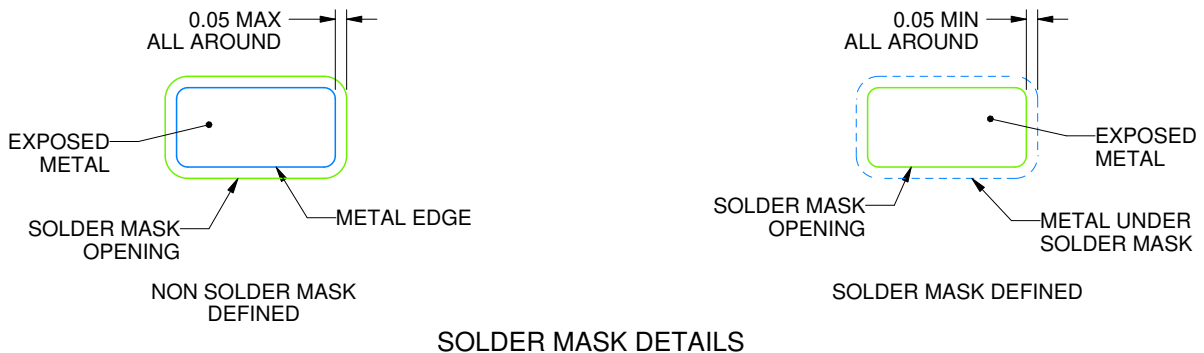 0.05 MAX
ALL AROUND
EXPOSED
METAL
SOLDER MASK
OPENING
METAL EDGE
NON SOLDER MASK
DEFINED
0.05 MIN
ALL AROUND
EXPOSED
METAL
SOLDER MASK
OPENING
METAL UNDER
SOLDER MASK
SOLDER MASK DEFINED
SOLDER MASK DETAILS